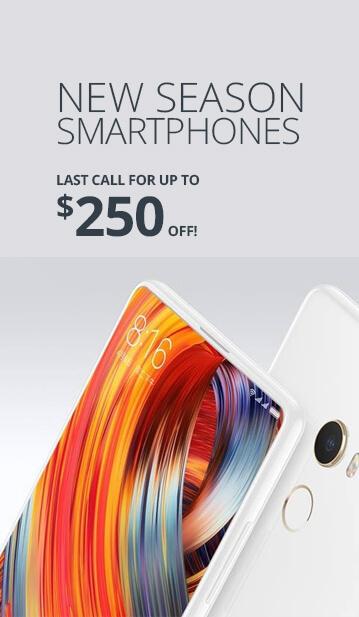 NEW SEASON
SMARTPHONES
LAST CALL FOR UP TO
$250 OFF!
8:16